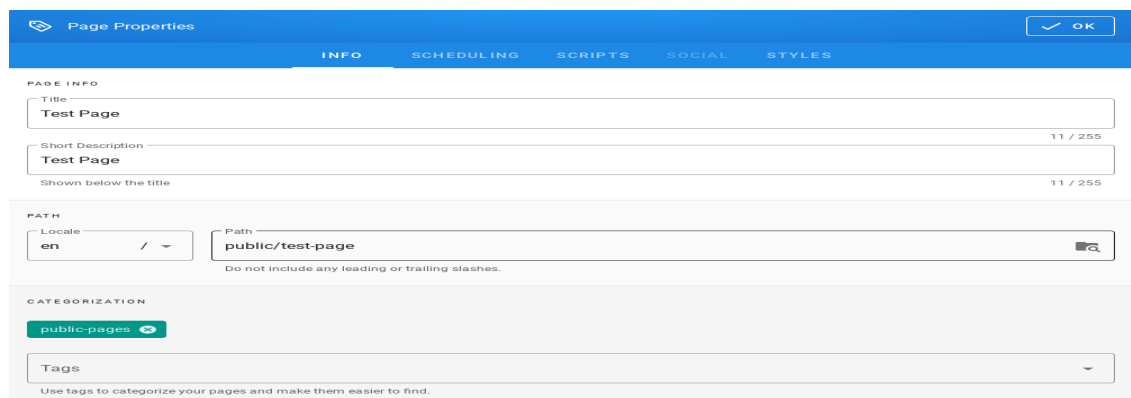 Page Properties
OK
INFO SCHEDULING SCRIPTS SOCIAL STYLES
PAGE INFO
Title
Test Page
11 / 255
Short Description
Test Page
Shown below the title
11 / 255
PATH
Locale
en /
Path
public/test-page
Do not include any leading or trailing slashes.
CATEGORIZATION
public-pages
Tags
Use tags to categorize your pages and make them easier to find.